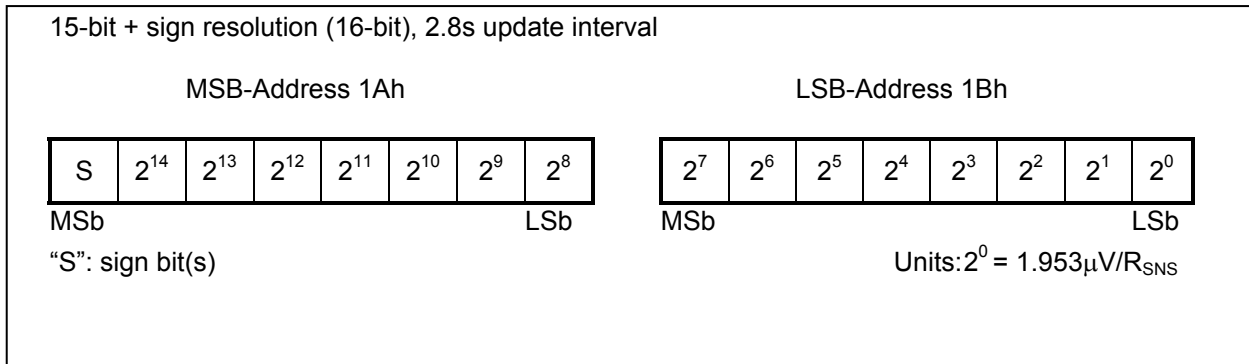 15-bit + sign resolution (16-bit), 2.8s update interval
MSB-Address 1Ah LSB-Address 1Bh
S 2^14 2^13 2^12 2^11 2^10 2^9 2^8 2^7 2^6 2^5 2^4 2^3 2^2 2^1 2^0
MSb LSb MSb LSb
“S”: sign bit(s) Units:2^0 = 1.953μV/R_SNS